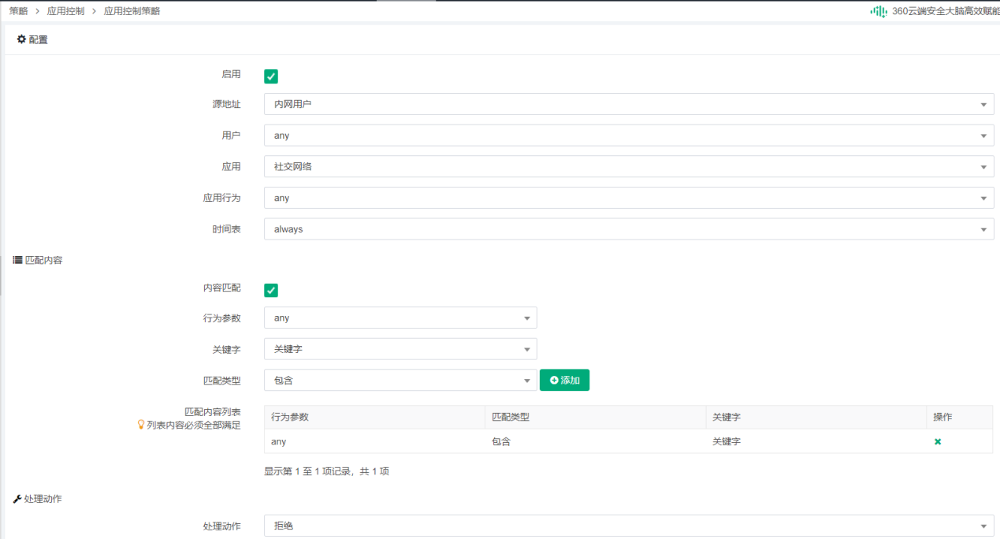 策略 > 应用控制 > 应用控制策略
360云端安全大脑高效赋能
配置
启用
源地址 内网用户
用户 any
应用 社交网络
应用行为 any
时间表 always
匹配内容
内容匹配
行为参数 any
关键字 关键字
匹配类型 包含 添加
匹配内容列表
列表内容必须全部满足
行为参数 匹配类型 关键字 操作
any 包含 关键字
显示第 1 至 1 项记录，共 1 项
处理动作
处理动作 拒绝